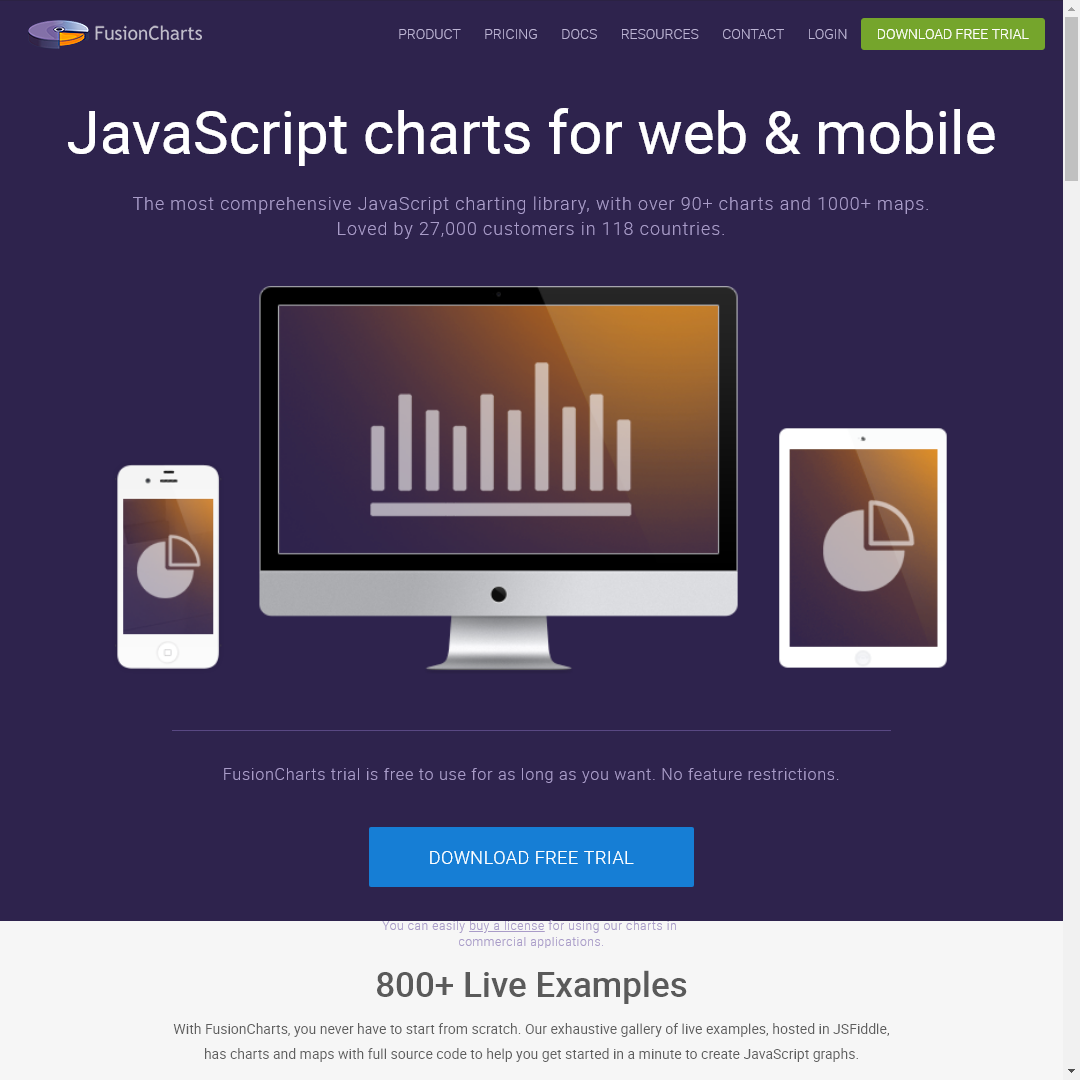 FusionCharts
PRODUCT PRICING DOCS RESOURCES CONTACT LOGIN DOWNLOAD FREE TRIAL
JavaScript charts for web & mobile
The most comprehensive JavaScript charting library, with over 90+ charts and 1000+ maps.
Loved by 27,000 customers in 118 countries.
FusionCharts trial is free to use for as long as you want. No feature restrictions.
DOWNLOAD FREE TRIAL
You can easily buy a license for using our charts in
commercial applications.
800+ Live Examples
With FusionCharts, you never have to start from scratch. Our exhaustive gallery of live examples, hosted in JSFiddle,
has charts and maps with full source code to help you get started in a minute to create JavaScript graphs.